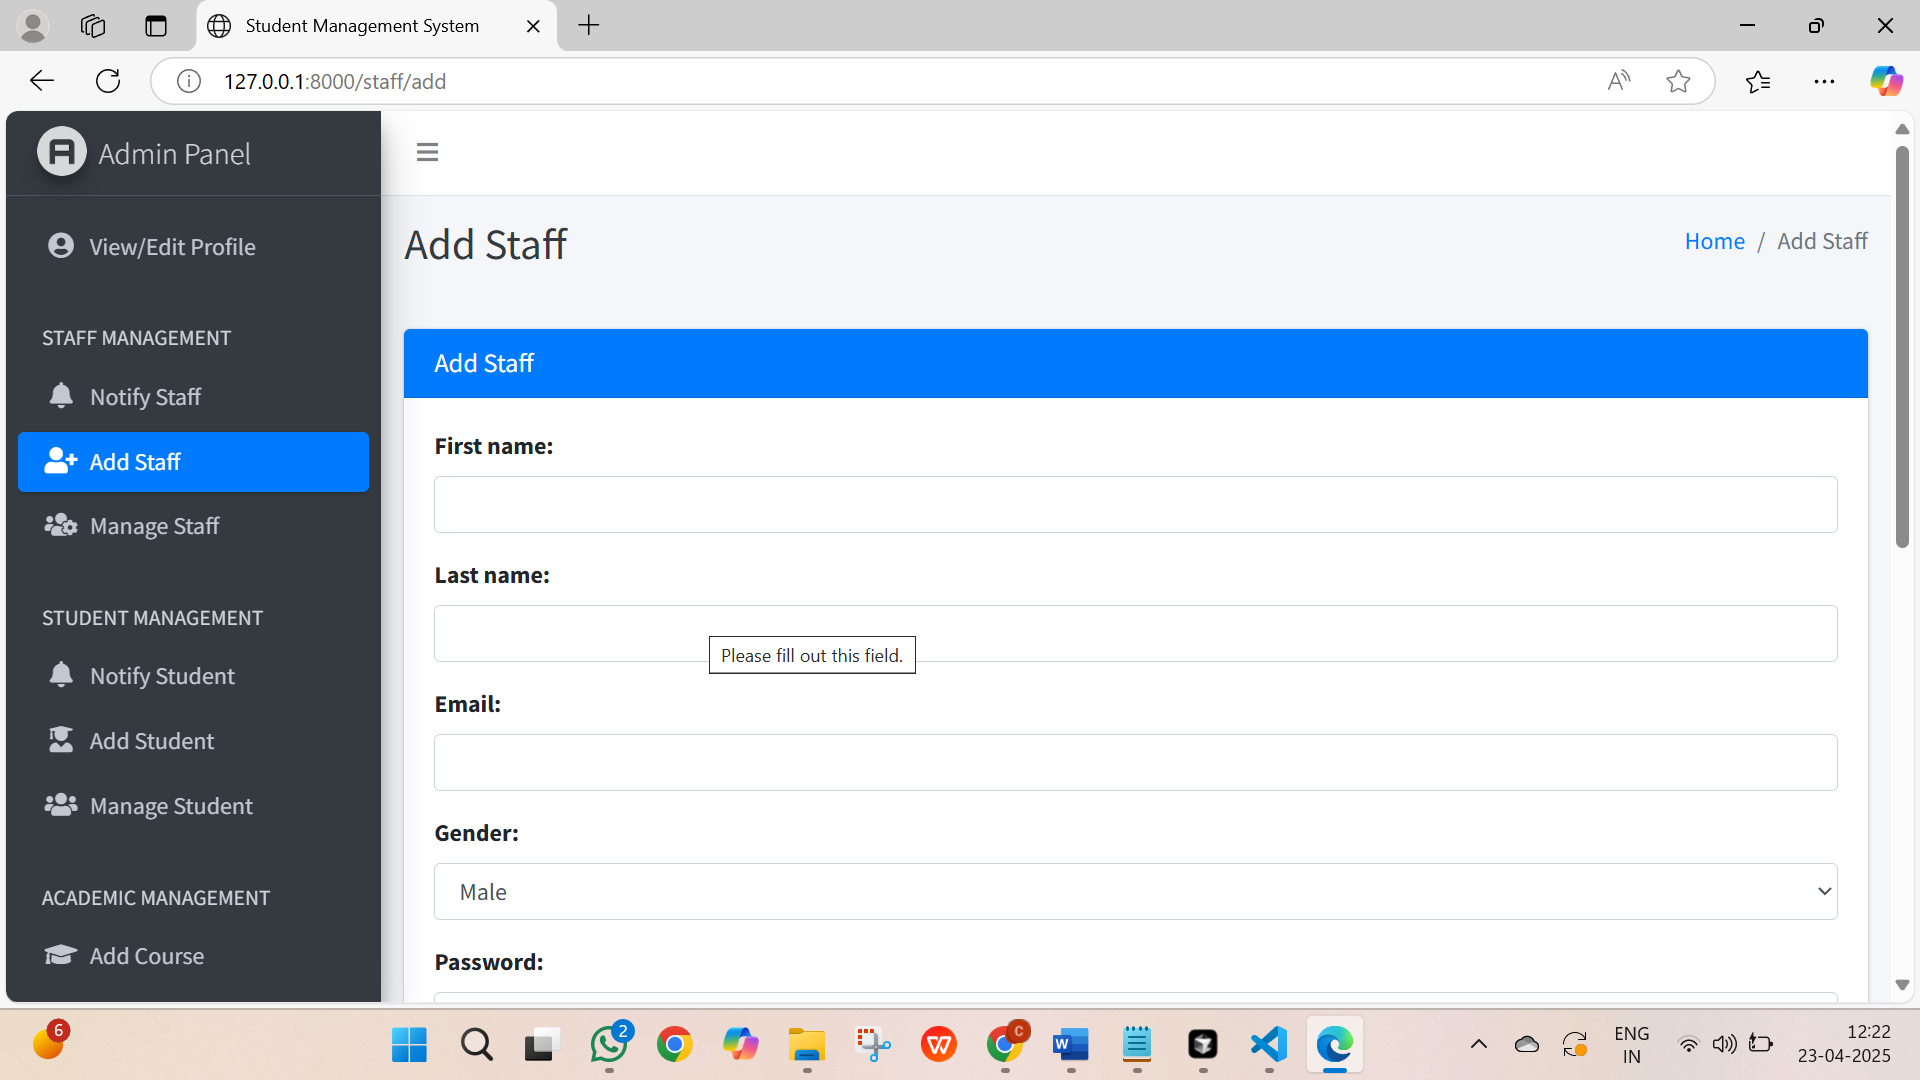 Student Management System
127.0.0.1:8000/staff/add
Admin Panel
View/Edit Profile
STAFF MANAGEMENT
Notify Staff
Add Staff
Manage Staff
STUDENT MANAGEMENT
Notify Student
Add Student
Manage Student
ACADEMIC MANAGEMENT
Add Course
Add Staff
Home / Add Staff
Add Staff
First name:
Last name:
Please fill out this field.
Email:
Gender:
Male
Password:
6
2
C
W
ENG
IN
12:22
23-04-2025